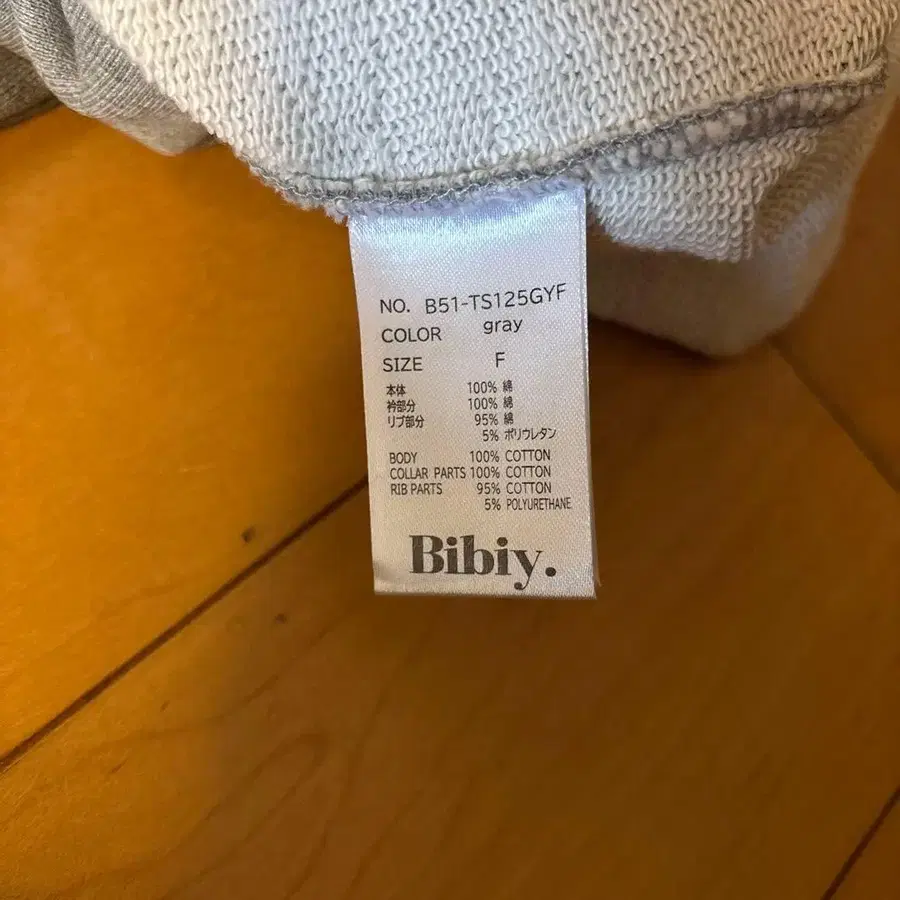 NO. B51-TS125GYF
COLOR gray
SIZE F
本体 100% 綿
衿部分 100% 綿
リブ部分 95% 綿
5% ポリウレタン
BODY 100% COTTON
COLLAR PARTS 100% COTTON
RIB PARTS 95% COTTON
5% POLYURETHANE
Bibiy.